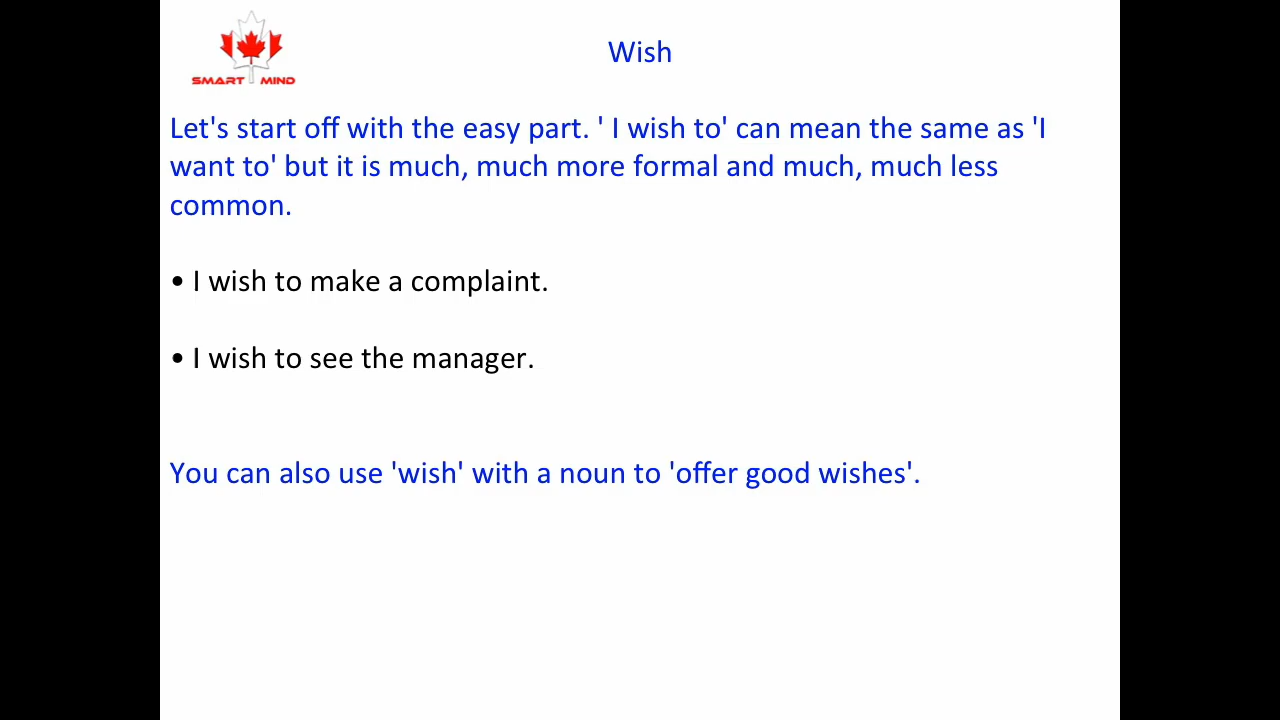 SMART MIND
Wish
Let's start off with the easy part. ' I wish to' can mean the same as 'I
want to' but it is much, much more formal and much, much less
common.
• I wish to make a complaint.
• I wish to see the manager.
You can also use 'wish' with a noun to 'offer good wishes'.